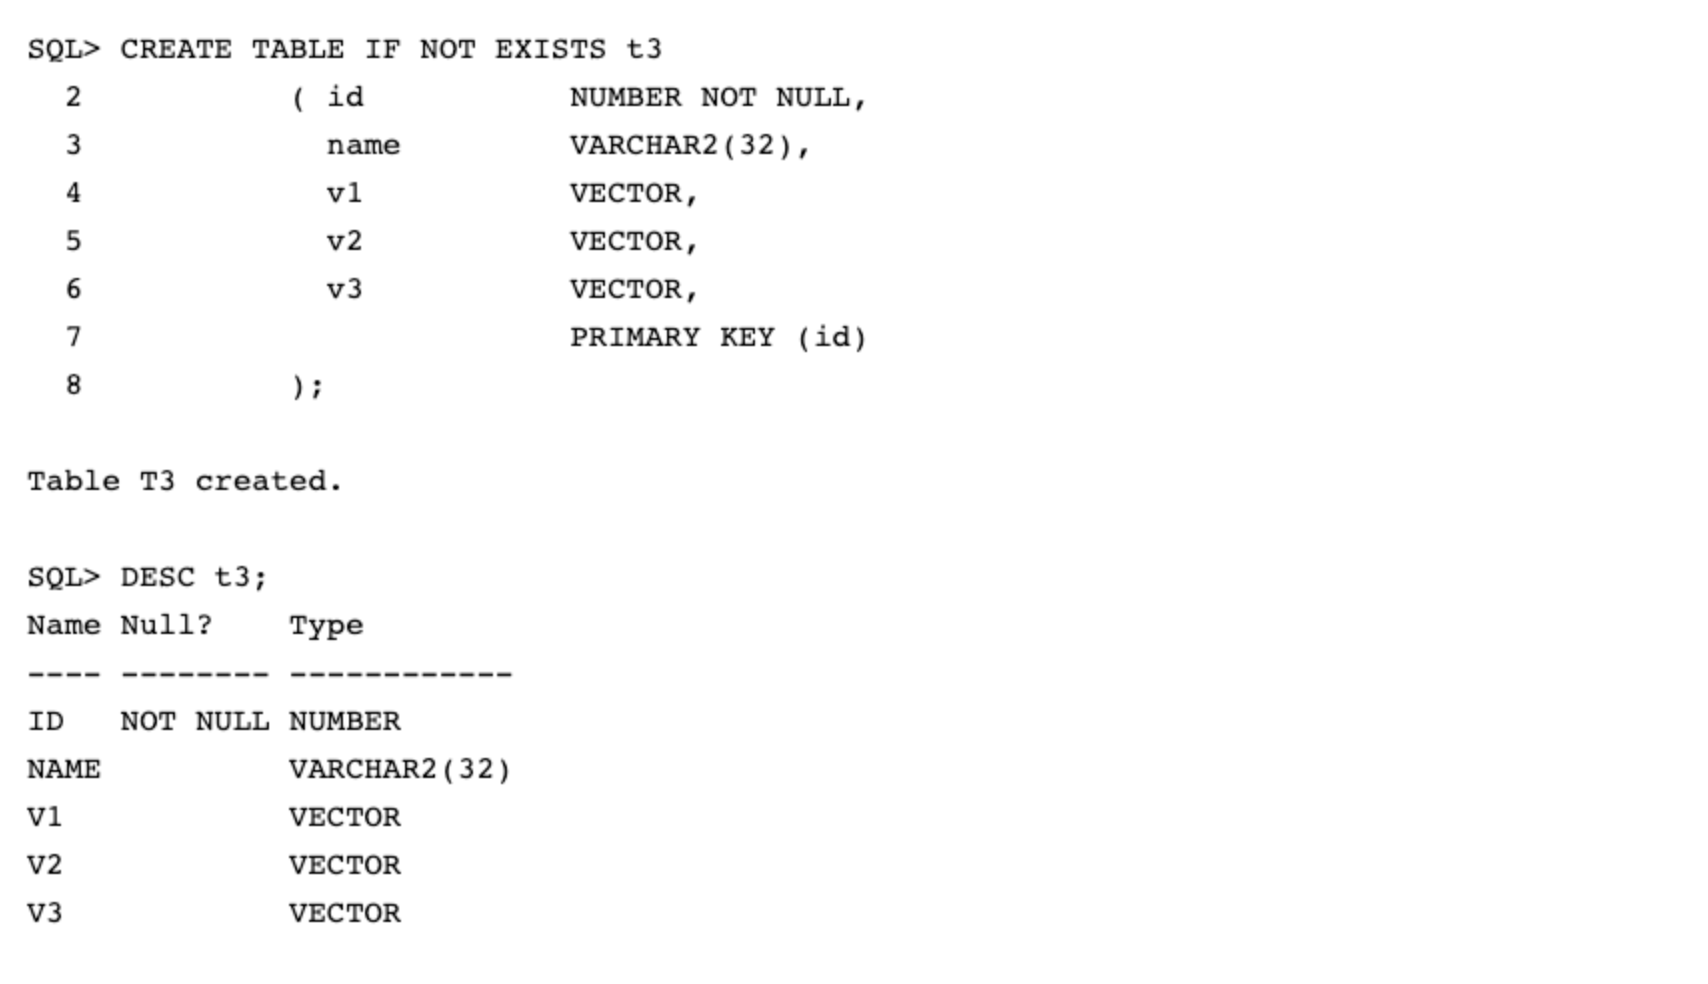 SQL> CREATE TABLE IF NOT EXISTS t3
2 ( id NUMBER NOT NULL,
3 name VARCHAR2(32),
4 v1 VECTOR,
5 v2 VECTOR,
6 v3 VECTOR,
7 PRIMARY KEY (id)
8 );
Table T3 created.
SQL> DESC t3;
Name Null? Type
---- -------- ------------
ID NOT NULL NUMBER
NAME VARCHAR2(32)
V1 VECTOR
V2 VECTOR
V3 VECTOR